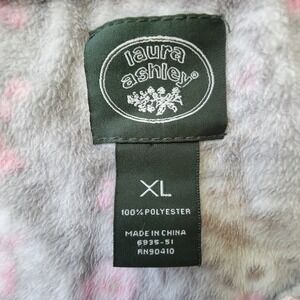 laura
ashley®
XL
100% POLYESTER
MADE IN CHINA
6935-51
RN90410